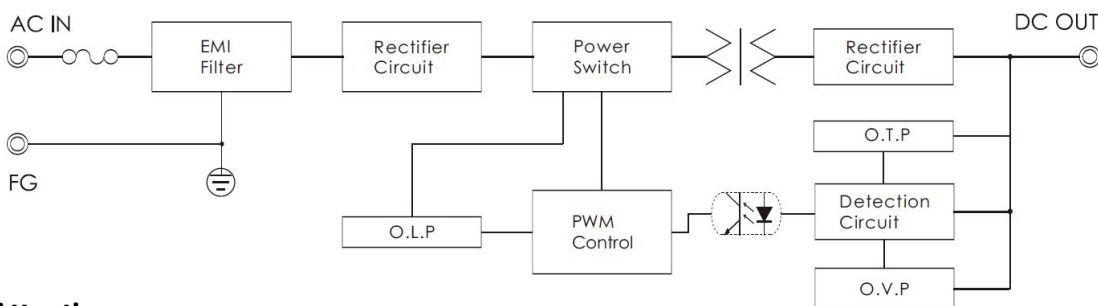 AC IN
EMI
Filter
Rectifier
Circuit
Power
Switch
Rectifier
Circuit
DC OUT
FG
O.T.P
O.L.P
PWM
Control
Detection
Circuit
O.V.P